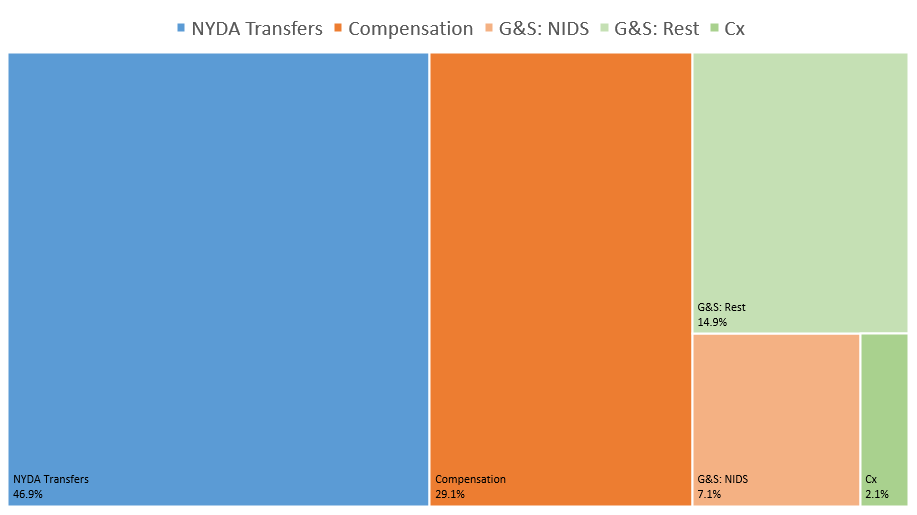 NYDA Transfers Compensation G&S: NIDS G&S: Rest Cx
G&S: Rest
14.9%
NYDA Transfers
46.9%
Compensation
29.1%
G&S: NIDS
7.1%
Cx
2.1%